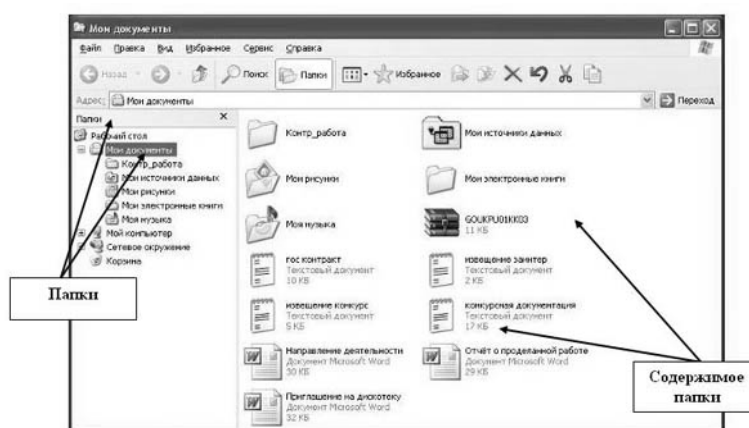 Мои документы
Файл Правка Вид Избранное Сервис Справка
Назад Поиск Папки Избранное
Адрес: Мои документы Переход
Папки
Рабочий стол
Мои документы
Контр_работа
Мои источники данных
Мои рисунки
Мои электронные книги
Моя музыка
Мой компьютер
Сетевое окружение
Корзина
Контр_работа
Мои источники данных
Мои рисунки
Мои электронные книги
Моя музыка
GOUKPU01KK03
11 КБ
гос контракт
Текстовый документ
10 КБ
извещение заинтер
Текстовый документ
2 КБ
извещение конкурс
Текстовый документ
5 КБ
конкурсная документация
Текстовый документ
17 КБ
Направление деятельности
Документ Microsoft Word
30 КБ
Отчёт о проделанной работе
Документ Microsoft Word
29 КБ
Приглашение на дискотеку
Документ Microsoft Word
32 КБ
Папки
Содержимое
папки